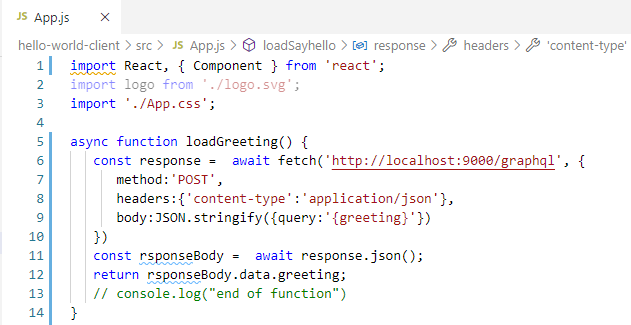 JS App.js ×
hello-world-client > src > JS App.js > loadSayhello > response > headers > 'content-type'
1 import React, { Component } from 'react';
2 import logo from './logo.svg';
3 import './App.css';
4
5 async function loadGreeting() {
6 const response =  await fetch('http://localhost:9000/graphql', {
7 method:'POST',
8 headers:{'content-type':'application/json'},
9 body:JSON.stringify({query:'{greeting}'})
10 })
11 const rsponseBody =  await response.json();
12 return rsponseBody.data.greeting;
13 // console.log("end of function")
14 }